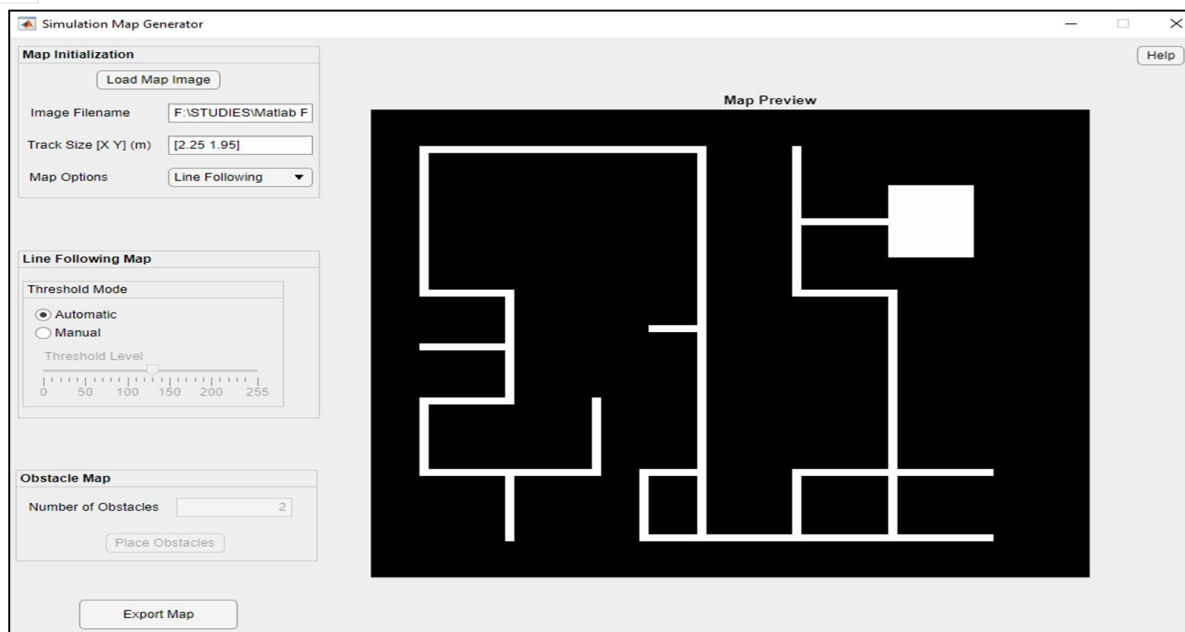 Simulation Map Generator
Map Initialization
Help
Load Map Image
Map Preview
Image Filename F:\STUDIES\Matlab F
Track Size [X Y] (m) [2.25 1.95]
Map Options Line Following
Line Following Map
Threshold Mode
Automatic
Manual
Threshold Level
0 50 100 150 200 255
Obstacle Map
Number of Obstacles 2
Place Obstacles
Export Map